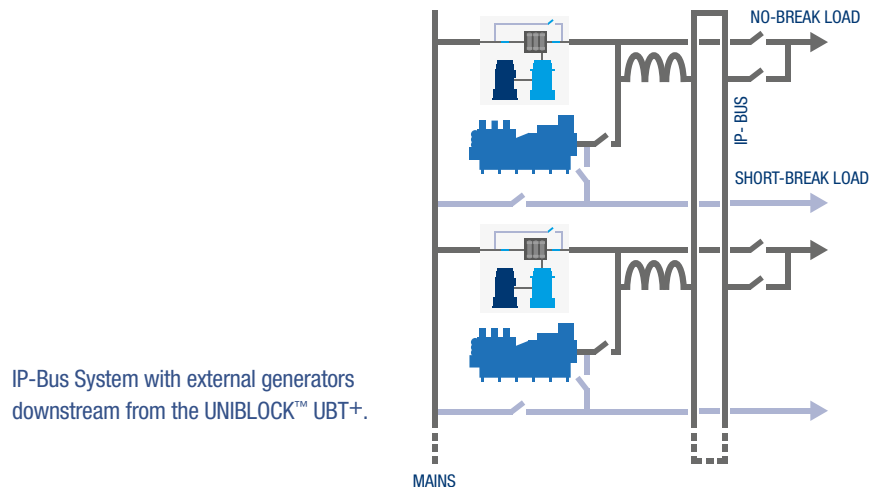 NO-BREAK LOAD
IP- BUS
SHORT-BREAK LOAD
IP-Bus System with external generators
downstream from the UNIBLOCK™ UBT+.
MAINS